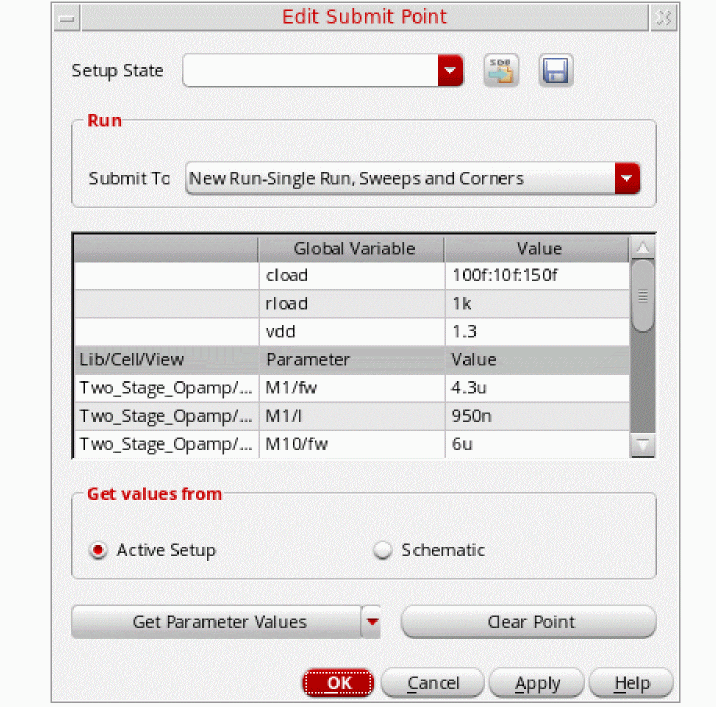 Edit Submit Point
Setup State
SDB
Run
Submit To New Run-Single Run, Sweeps and Corners
Global Variable Value
cload 100f:10f:150f
rload 1k
vdd 1.3
Lib/Cell/View Parameter Value
Two_Stage_Opamp/... M1/fw 4.3u
Two_Stage_Opamp/... M1/l 950n
Two_Stage_Opamp/... M10/fw 6u
Get values from
Active Setup Schematic
Get Parameter Values Clear Point
OK Cancel Apply Help